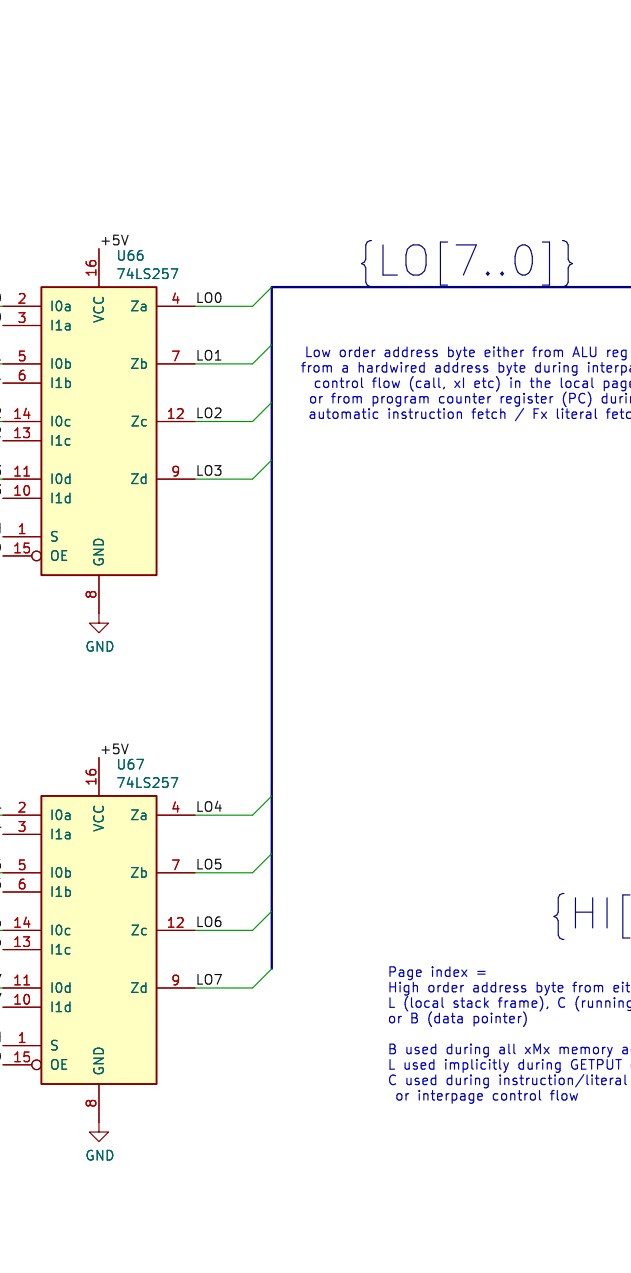 +5V
U66
74LS257
16
VCC
{LO[7..0]}
2 I0a Za 4 LO0
3 I1a
5 I0b Zb 7 LO1
6 I1b
14 I0c Zc 12 LO2
13 I1c
11 I0d Zd 9 LO3
10 I1d
1 S
15 OE
GND
8
GND
Low order address byte either from ALU reg
from a hardwired address byte during interpa
control flow (call, xI etc) in the local page
or from program counter register (PC) durin
automatic instruction fetch / Fx literal fetc
+5V
U67
74LS257
16
VCC
2 I0a Za 4 LO4
3 I1a
5 I0b Zb 7 LO5
6 I1b
14 I0c Zc 12 LO6
13 I1c
11 I0d Zd 9 LO7
10 I1d
1 S
15 OE
GND
8
GND
{HI[
Page index =
High order address byte from eit
L (local stack frame), C (running
or B (data pointer)
B used during all xMx memory a
L used implicitly during GETPUT
C used during instruction/literal
or interpage control flow